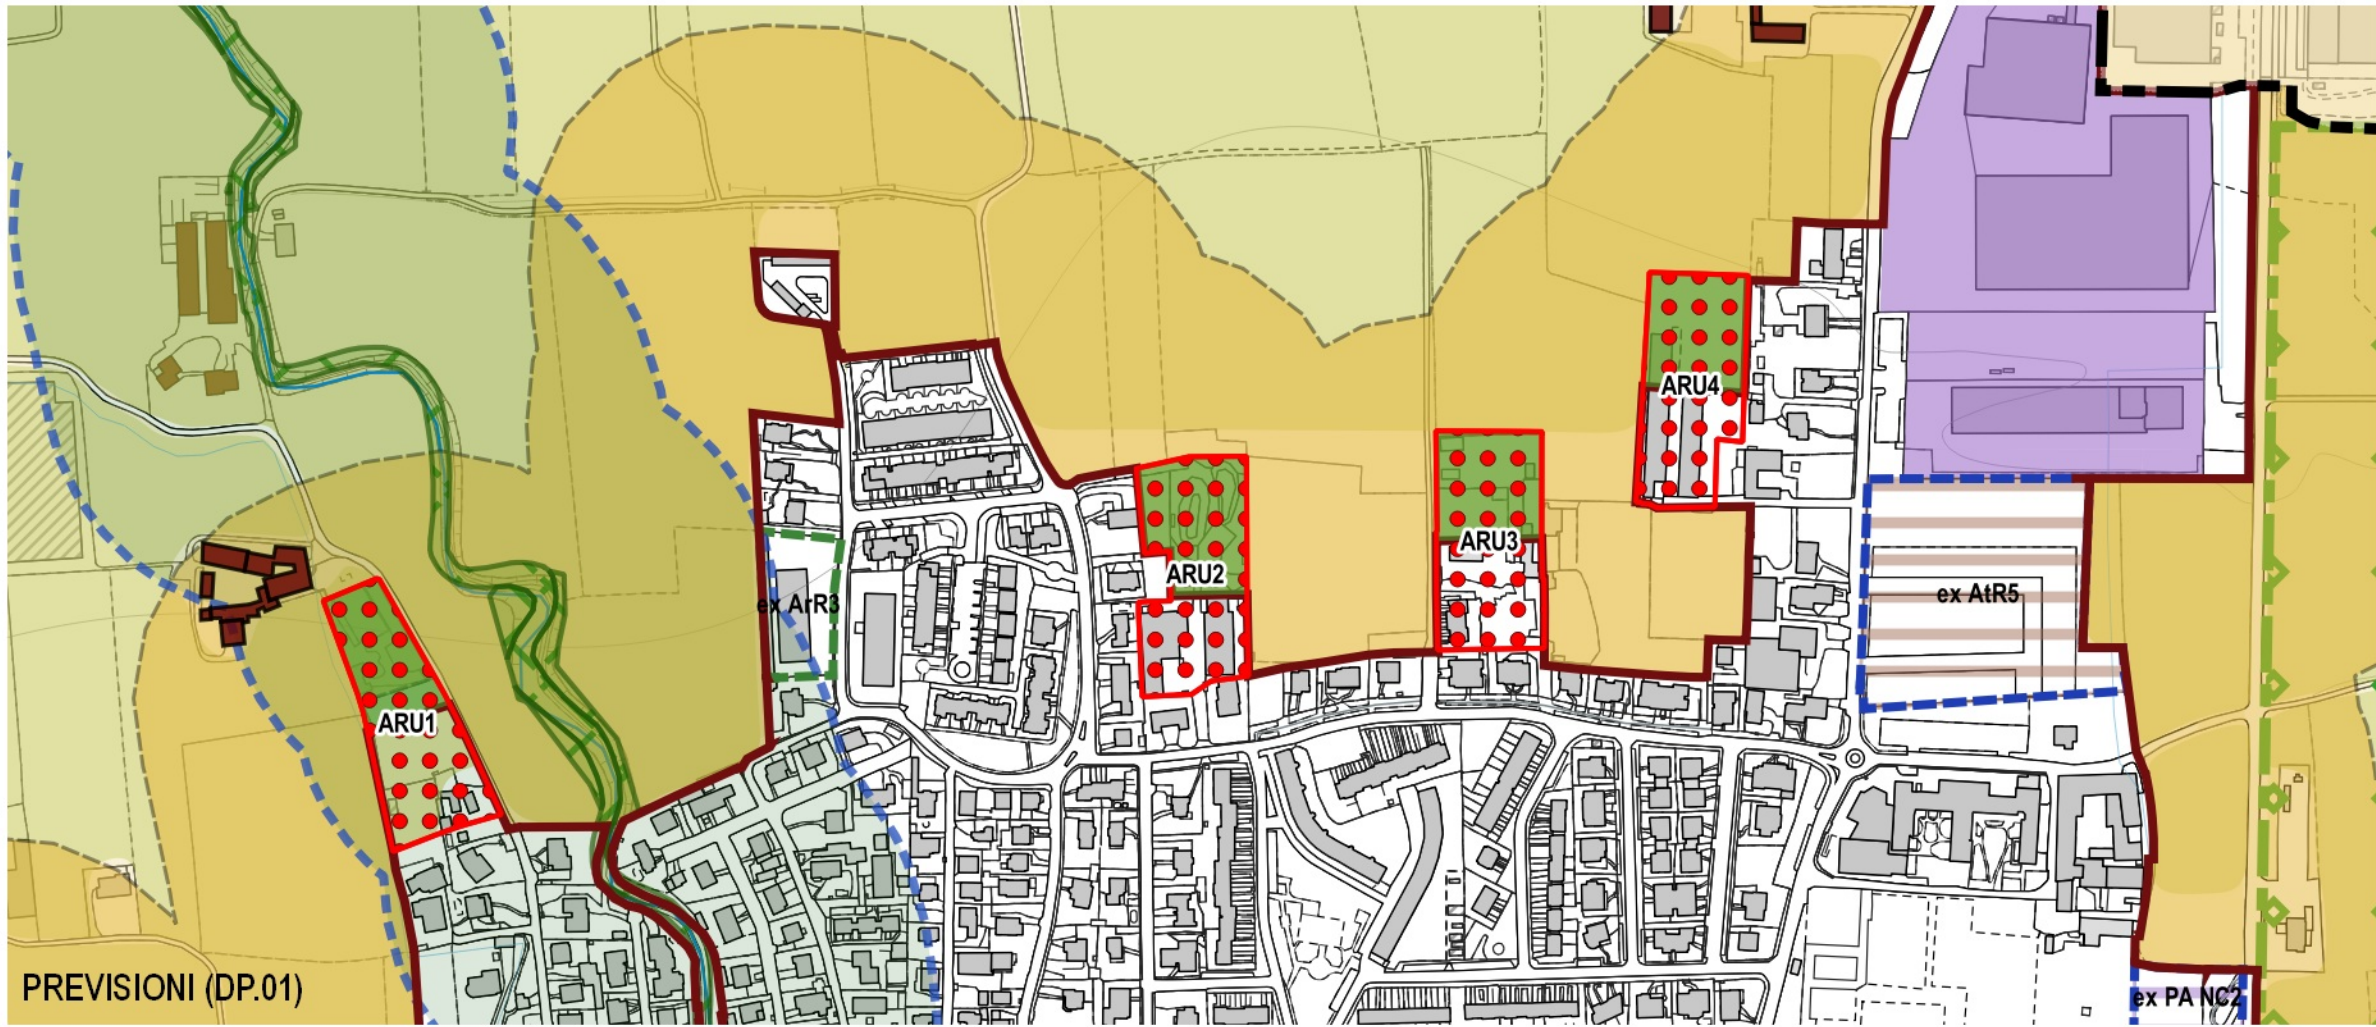 ARU4
ARU3
ARU2
ex AtR5
ex ArR3
ARU1
PREVISIONI (DP.01)
ex PA NC2